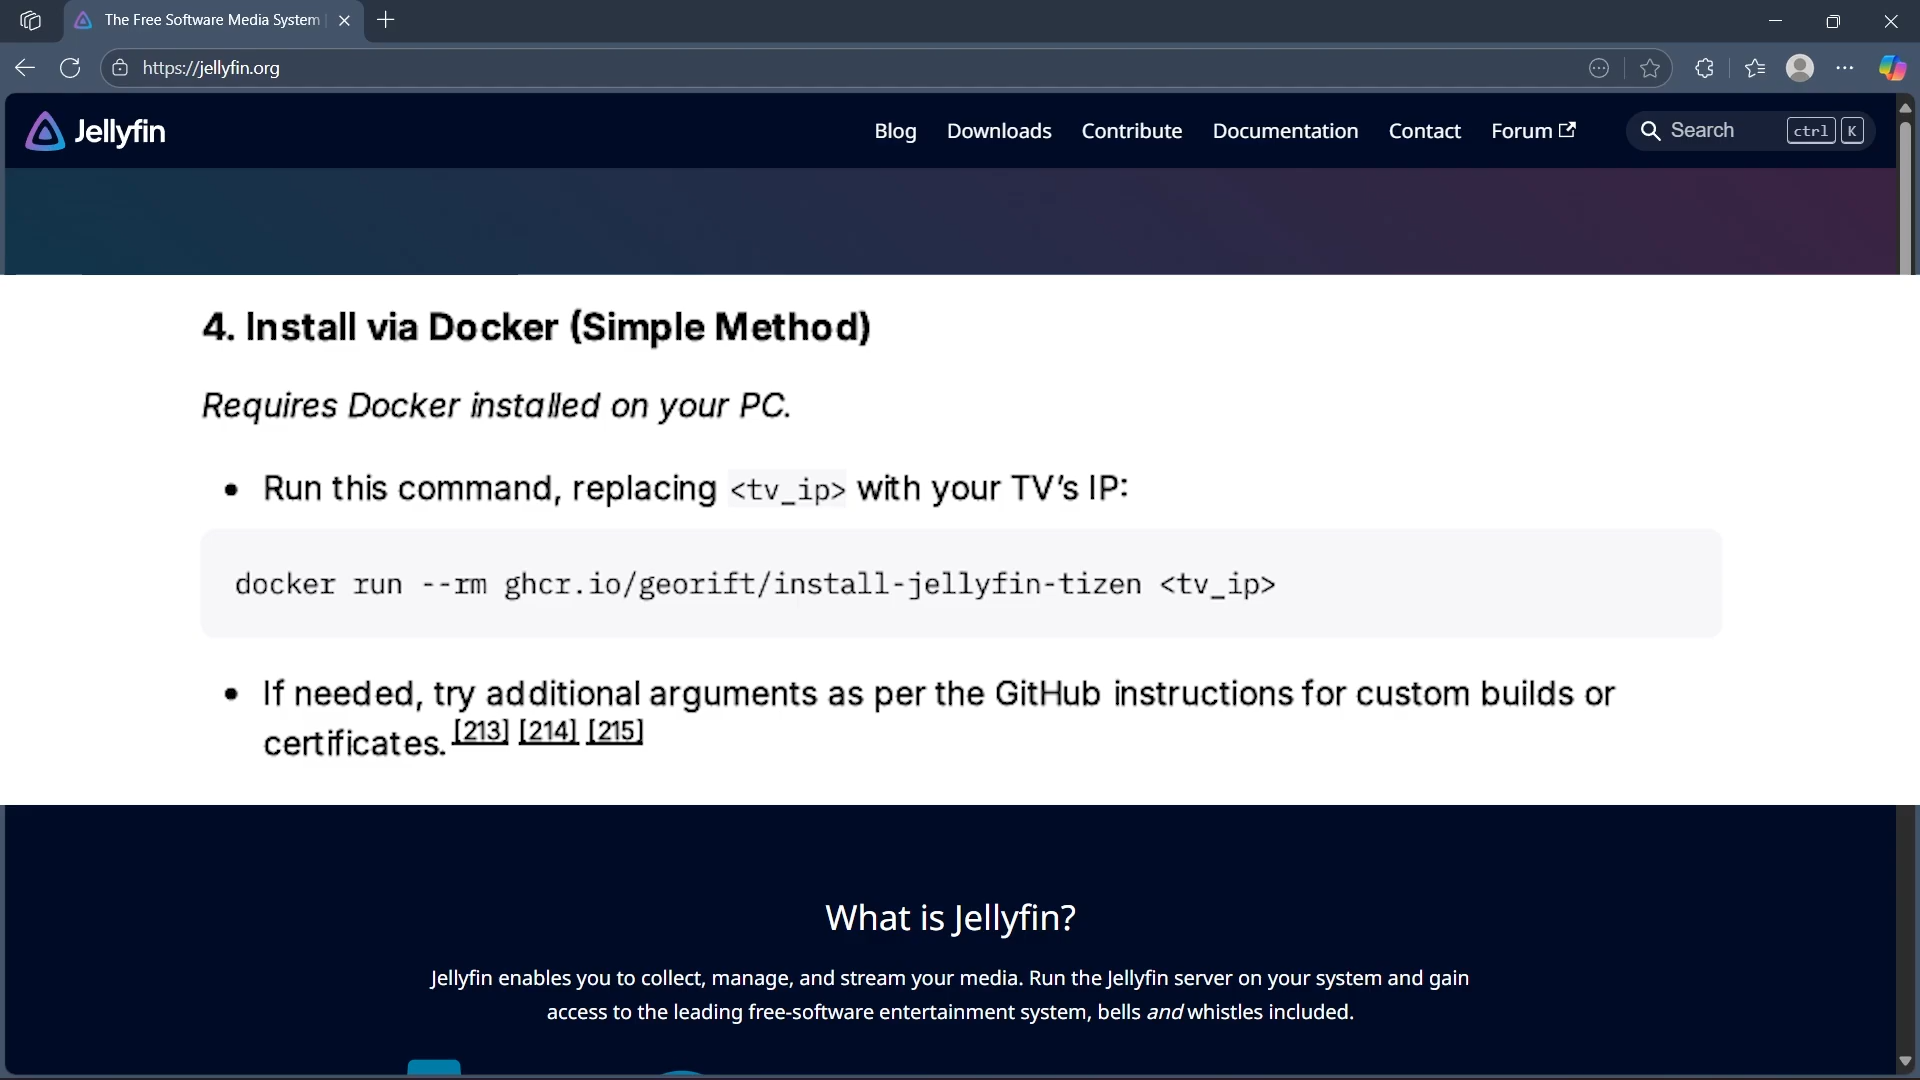 The Free Software Media System
https://jellyfin.org
Jellyfin
Blog Downloads Contribute Documentation Contact Forum Search ctrl K
4. Install via Docker (Simple Method)
Requires Docker installed on your PC.
• Run this command, replacing <tv_ip> with your TV’s IP:
docker run --rm ghcr.io/georift/install-jellyfin-tizen <tv_ip>
• If needed, try additional arguments as per the GitHub instructions for custom builds or
certificates. [213] [214] [215]
What is Jellyfin?
Jellyfin enables you to collect, manage, and stream your media. Run the Jellyfin server on your system and gain
access to the leading free-software entertainment system, bells and whistles included.